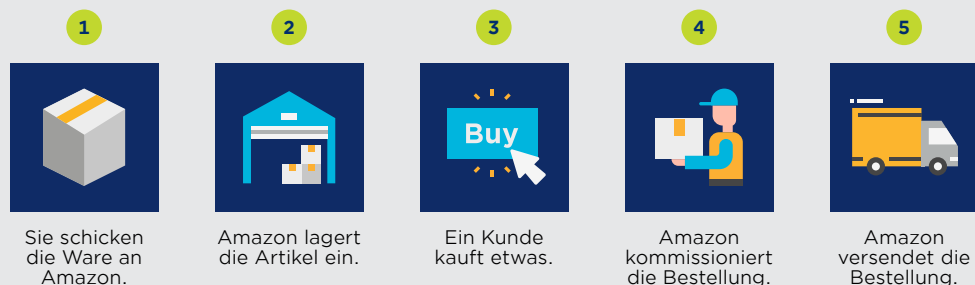 1
2
3
4
5
Buy
Sie schicken
die Ware an
Amazon.
Amazon lagert
die Artikel ein.
Ein Kunde
kauft etwas.
Amazon
kommissioniert
die Bestellung.
Amazon
versendet die
Bestellung.